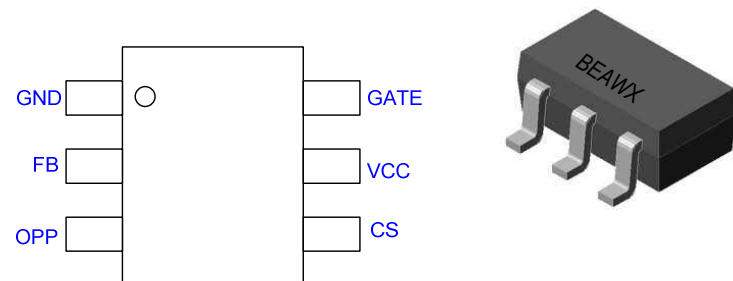 GND
GATE
FB
VCC
OPP
CS
BEAWX